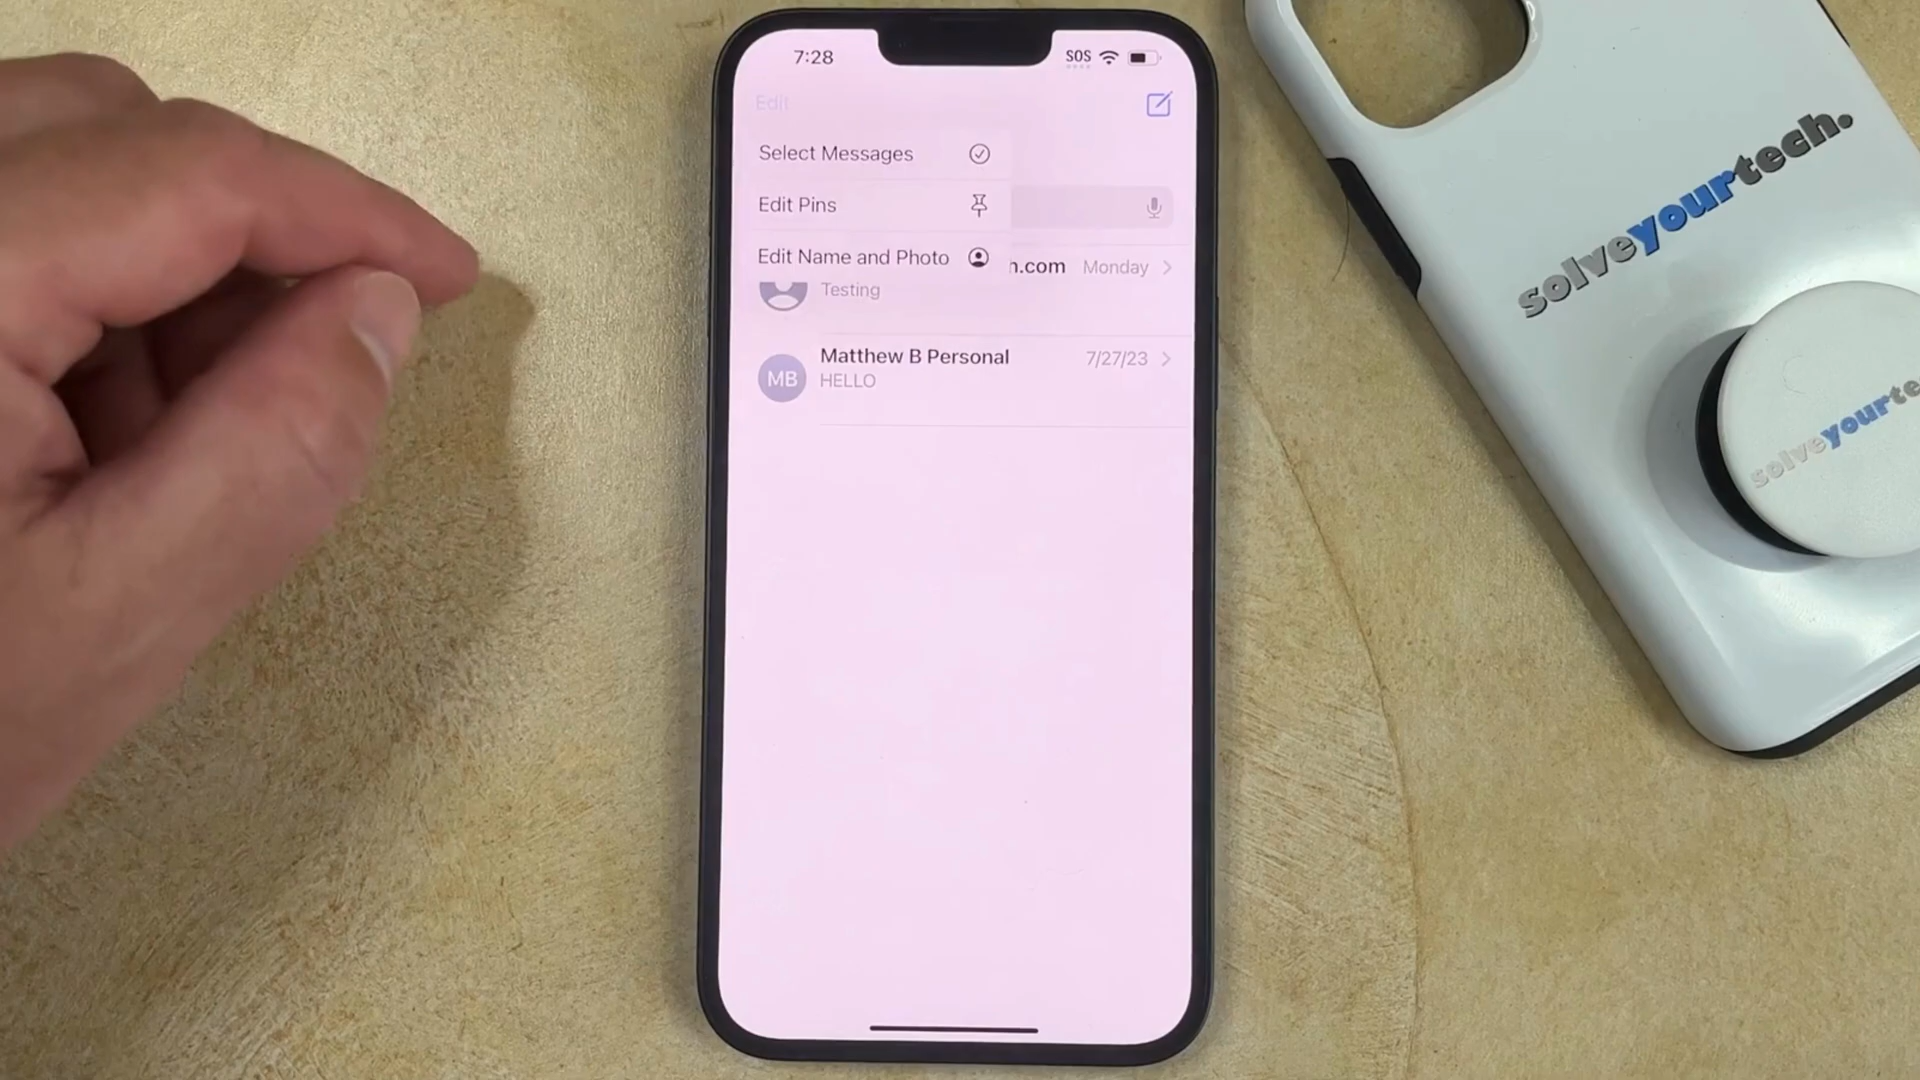 7:28
SOS
Edit
Select Messages
Edit Pins
Edit Name and Photo
h.com
Monday
Testing
MB
Matthew B Personal
7/27/23
HELLO
solveyourtech.
solveyourte